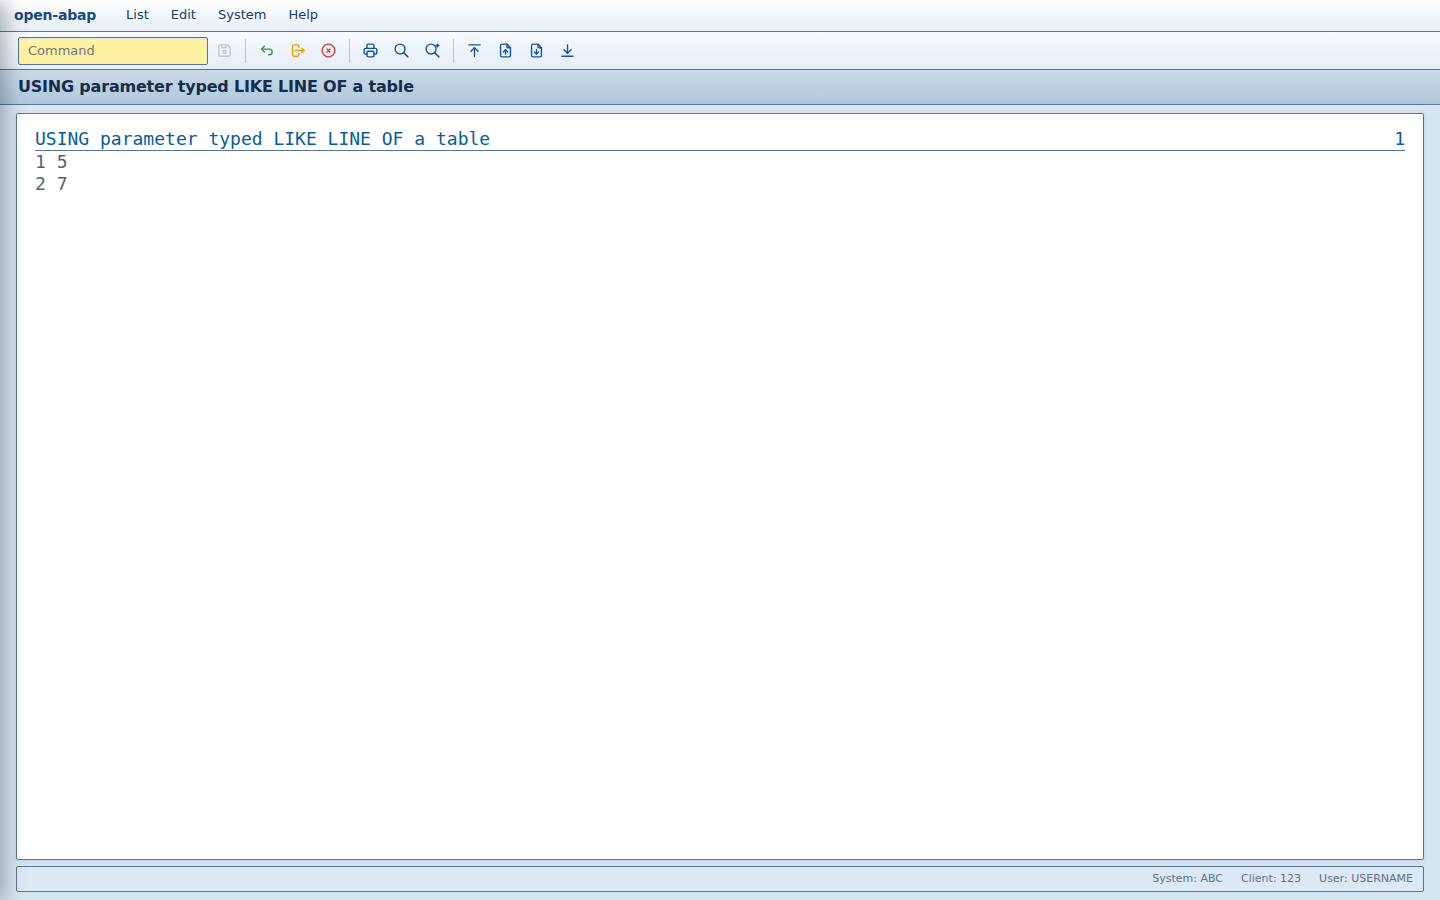 open-abap List Edit System Help
Command
USING parameter typed LIKE LINE OF a table
USING parameter typed LIKE LINE OF a table 1
1 5
2 7
System: ABC Client: 123 User: USERNAME